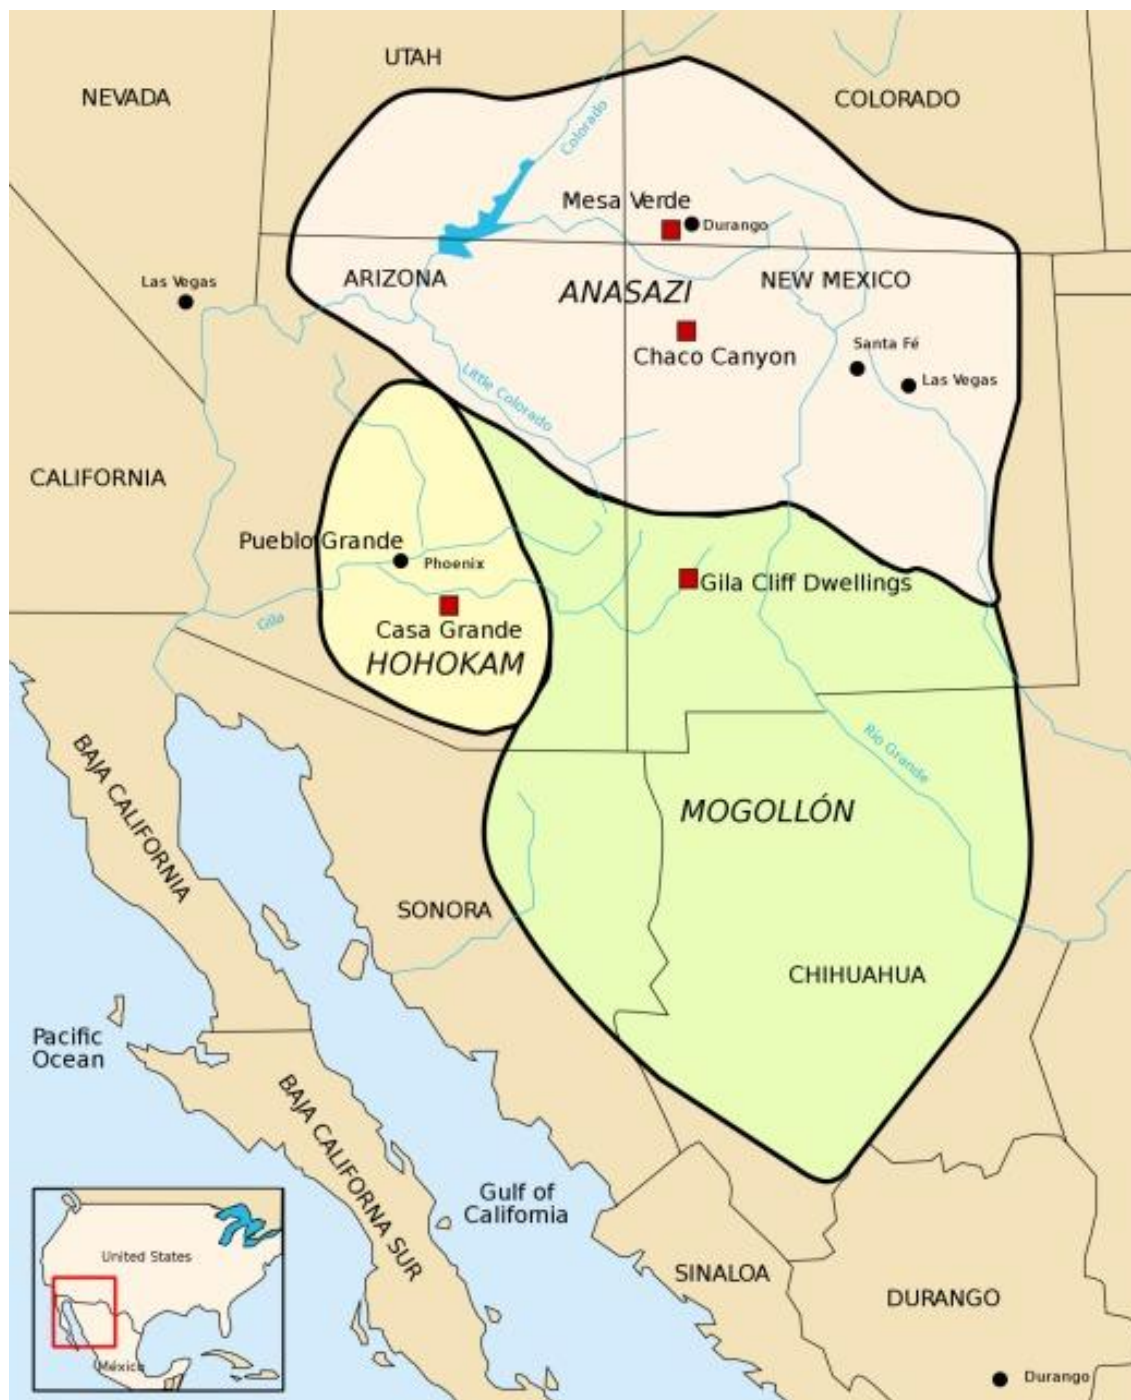 UTAH
NEVADA
COLORADO
Colorado
Mesa Verde
Durango
ARIZONA
NEW MEXICO
Las Vegas
ANASAZI
Santa Fé
Chaco Canyon
Little Colorado
Las Vegas
CALIFORNIA
Pueblo Grande
Phoenix
Gila Cliff Dwellings
Gila
Casa Grande
HOHOKAM
Río Grande
BAJA CALIFORNIA
MOGOLLÓN
SONORA
CHIHUAHUA
Pacific
Ocean
BAJA CALIFORNA SUR
Gulf of
California
United States
SINALOA
DURANGO
México
Durango